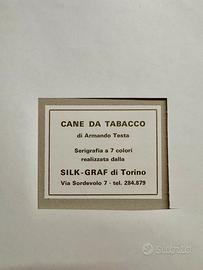 CANE DA TABACCO
di Armando Testa
Serigrafia a 7 colori
realizzata dalla
SILK-GRAF di Torino
Via Sordevolo 7 - tel. 284.879
subito